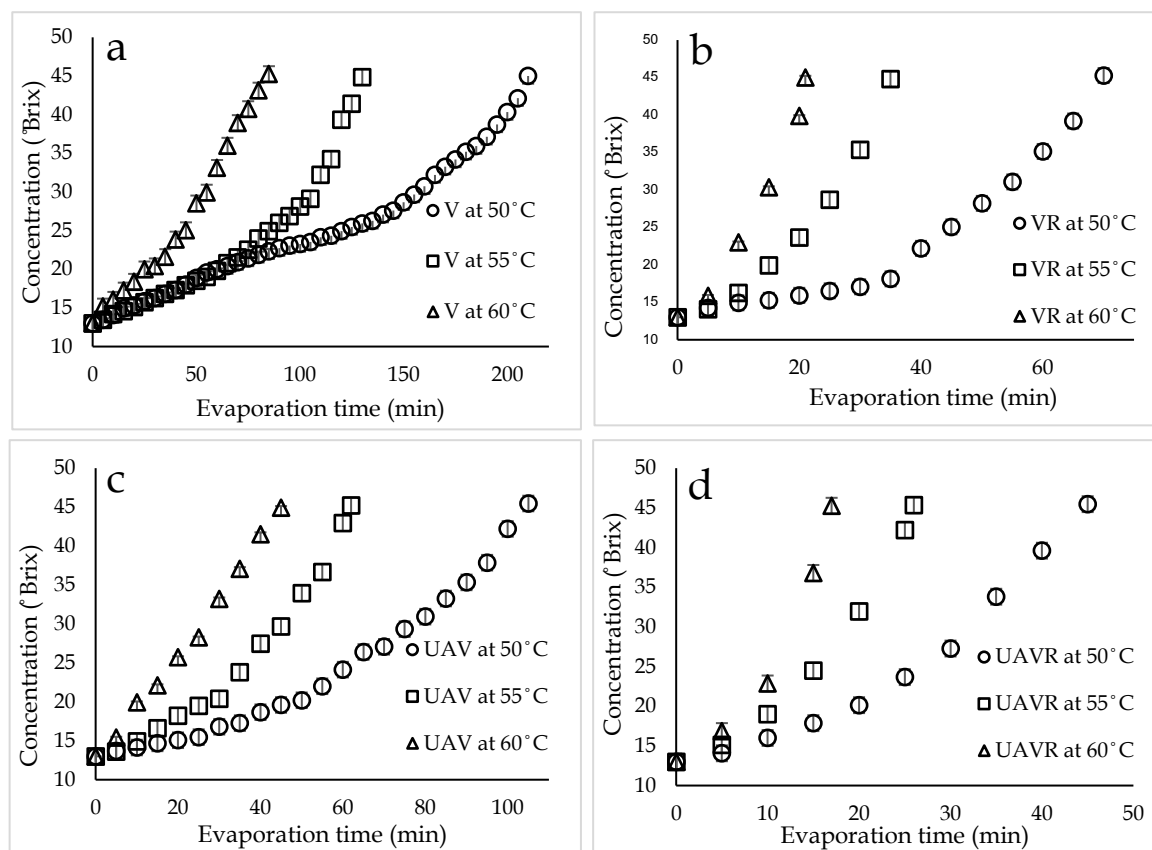 a
50
45
40
35
30
25
20
15
10
Concentration (˚Brix)
V at 50˚C
V at 55˚C
V at 60˚C
0
50
100
150
200
Evaporation time (min)
b
50
45
40
35
30
25
20
15
10
Concentration (˚Brix)
VR at 50˚C
VR at 55˚C
VR at 60˚C
0
20
40
60
Evaporation time (min)
c
50
45
40
35
30
25
20
15
10
Concentration (˚Brix)
UAV at 50˚C
UAV at 55˚C
UAV at 60˚C
0
20
40
60
80
100
Evaporation time (min)
d
50
45
40
35
30
25
20
15
10
Concentration (˚Brix)
UAVR at 50˚C
UAVR at 55˚C
UAVR at 60˚C
0
10
20
30
40
50
Evaporation time (min)